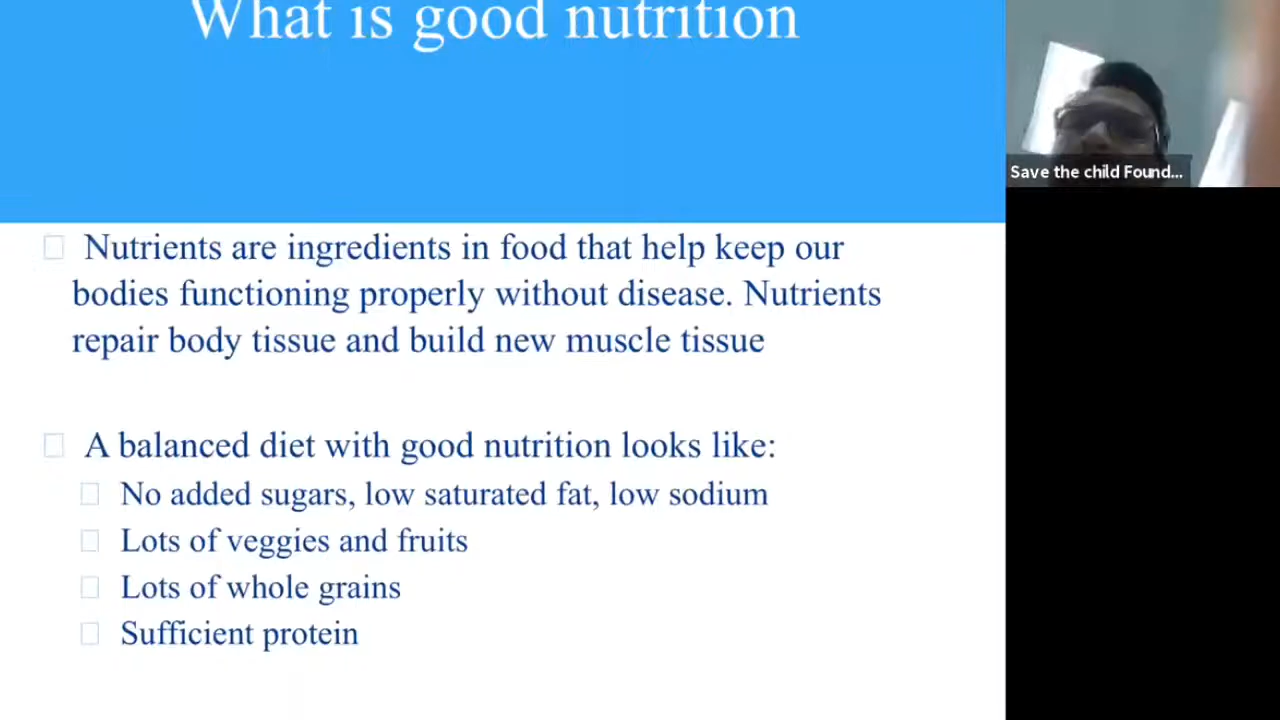 What is good nutrition
Save the child Found...
Nutrients are ingredients in food that help keep our
bodies functioning properly without disease. Nutrients
repair body tissue and build new muscle tissue
A balanced diet with good nutrition looks like:
No added sugars, low saturated fat, low sodium
Lots of veggies and fruits
Lots of whole grains
Sufficient protein